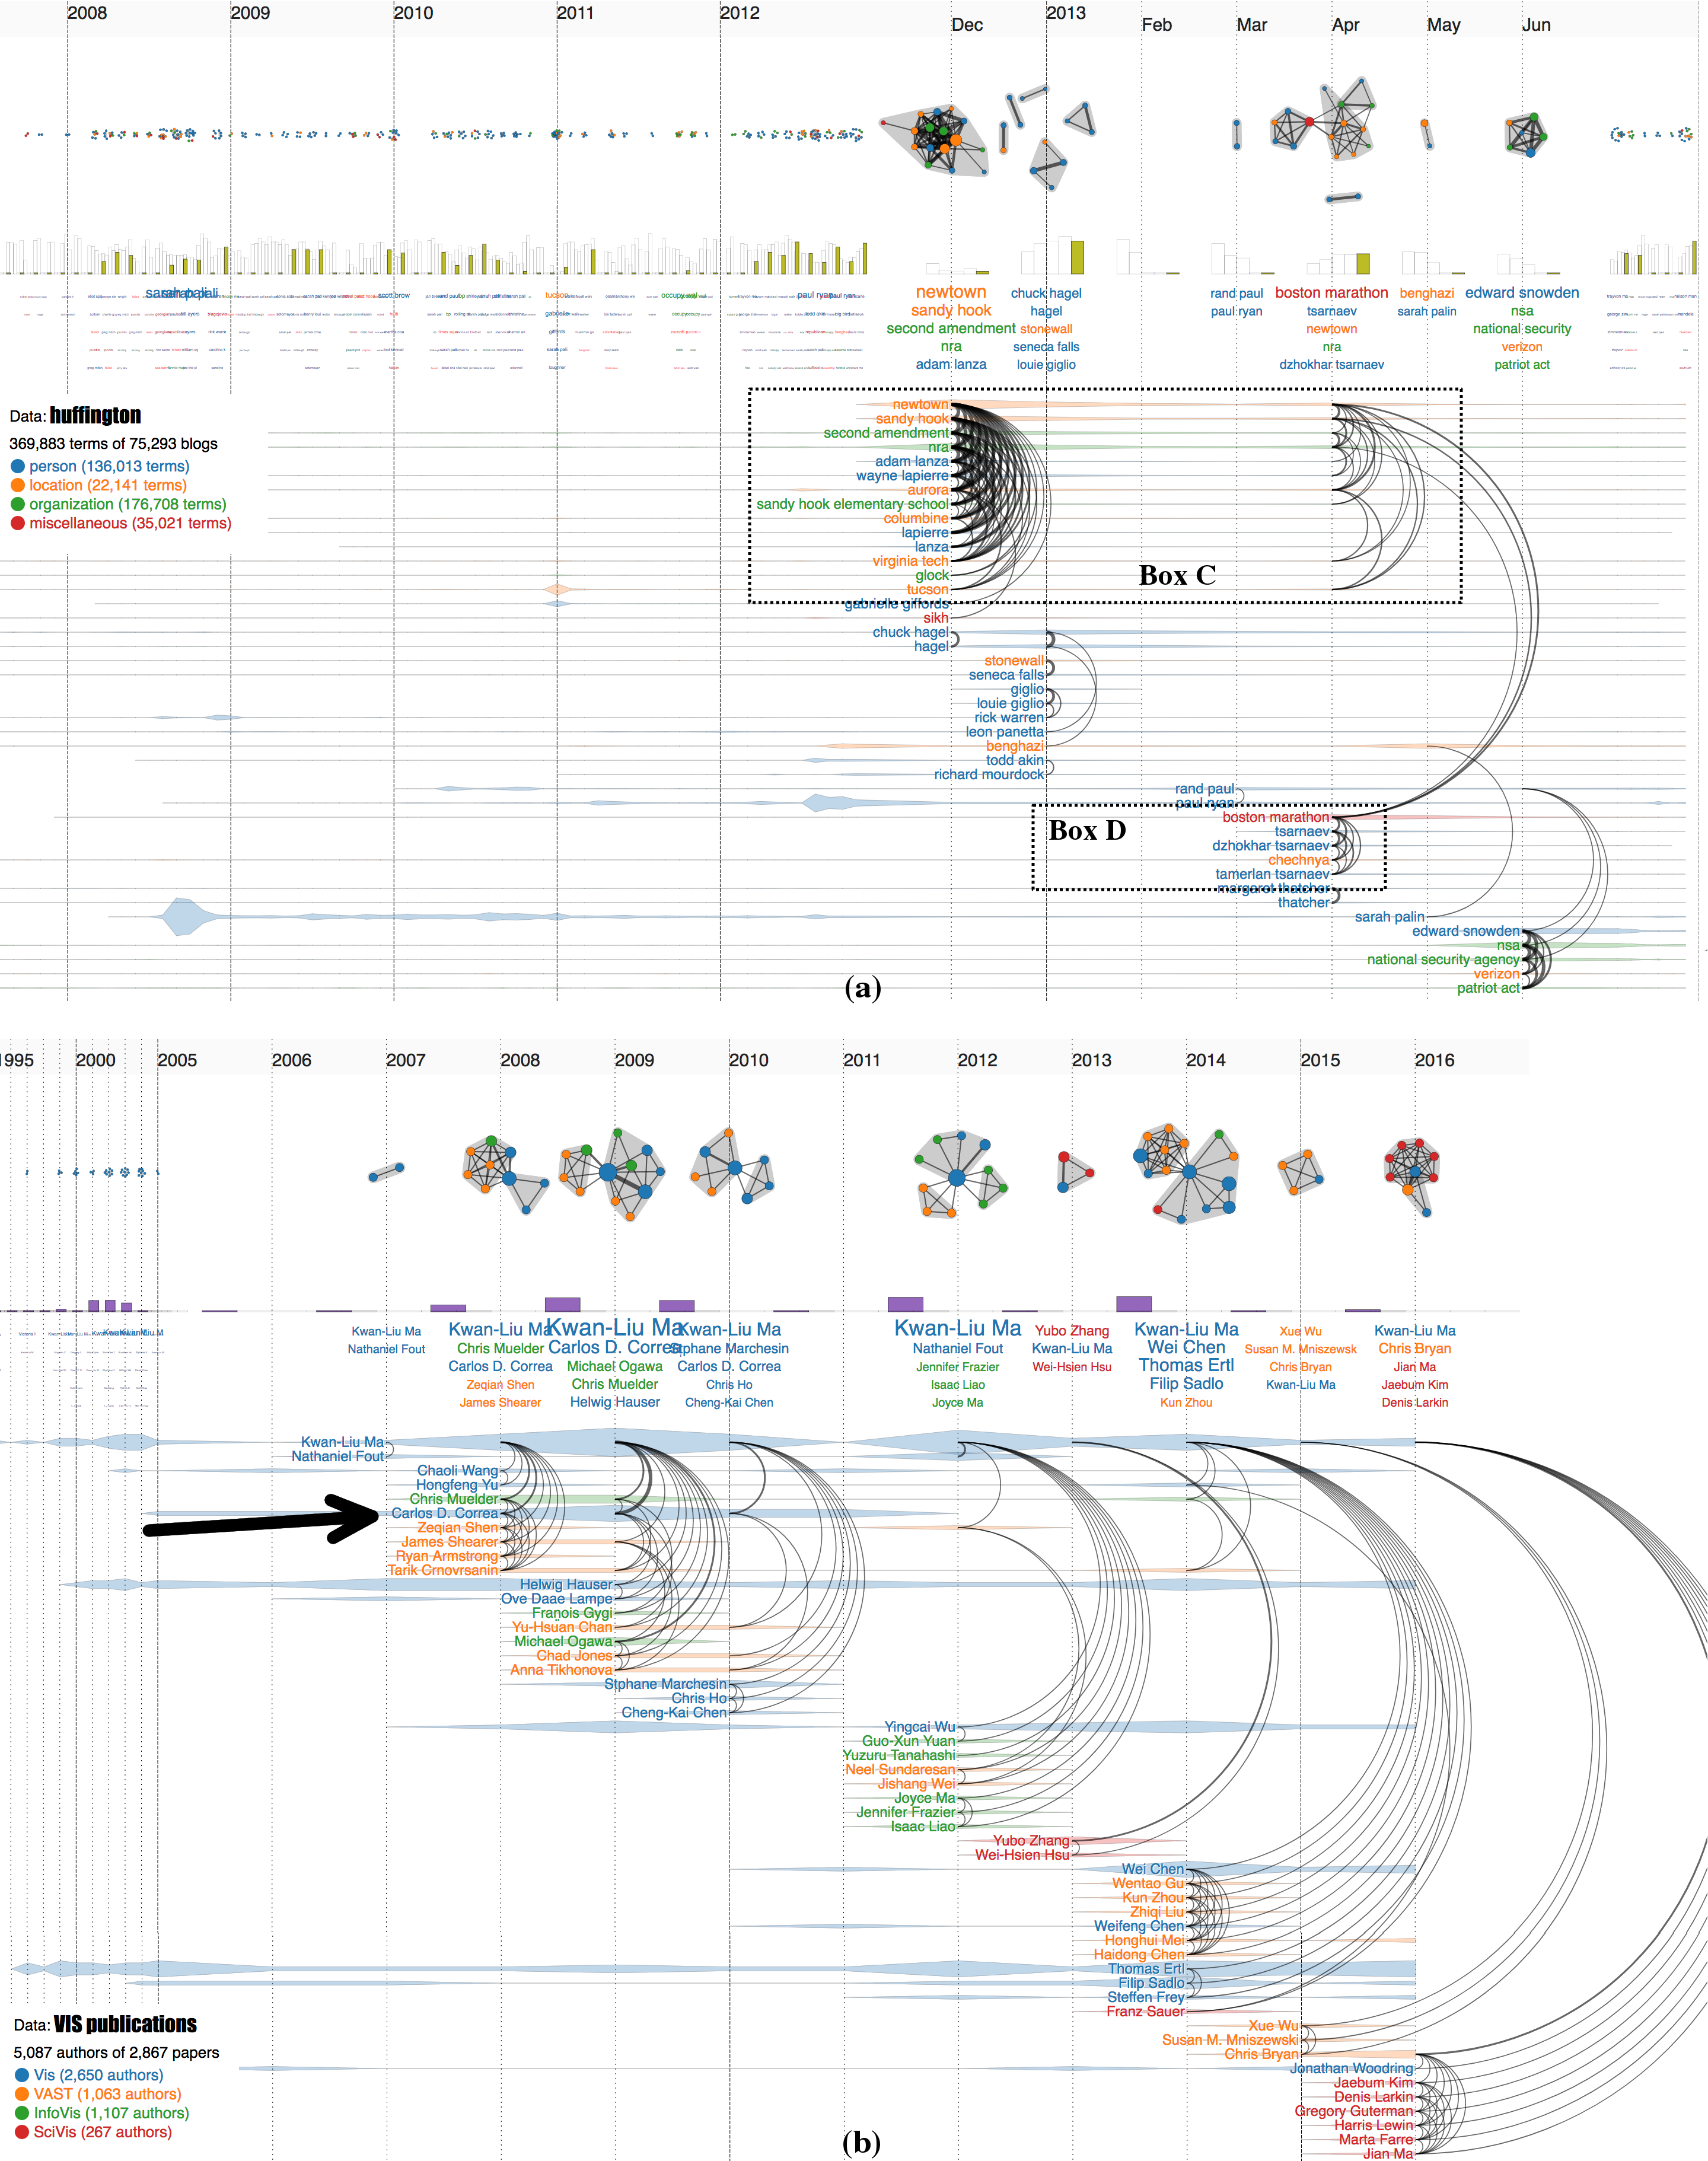 2008 2009 2010 2011 2012 Dec 2013 Feb Mar Apr May Jun
sarah palin scott brow tucson occupy wall paul ryan
newtown chuck hagel rand paul boston marathon benghazi edward snowden
sandy hook hagel paul ryan tsarnaev sarah palin nsa
second amendment stonewall newtown national security
nra seneca falls nra verizon
adam lanza louie giglio dzhokhar tsarnaev patriot act
Data: huffington
369,883 terms of 75,293 blogs
person (136,013 terms)
location (22,141 terms)
organization (176,708 terms)
miscellaneous (35,021 terms)
newtown
sandy hook
second amendment
nra
adam lanza
wayne lapierre
aurora
sandy hook elementary school
columbine
lapierre
lanza
virginia tech
glock
Box C
tucson
gabrielle giffords
sikh
chuck hagel
hagel
stonewall
seneca falls
giglio
louie giglio
rick warren
leon panetta
benghazi
todd akin
richard mourdock
rand paul
paul ryan
boston marathon
Box D
tsarnaev
dzhokhar tsarnaev
chechnya
tamerlan tsarnaev
margaret thatcher
thatcher
sarah palin
edward snowden
nsa
national security agency
verizon
patriot act
(a)
1995 2000 2005 2006 2007 2008 2009 2010 2011 2012 2013 2014 2015 2016
Kwan-Liu Ma Kwan-Liu Ma Kwan-Liu Ma Kwan-Liu Ma Kwan-Liu Ma Yubo Zhang Kwan-Liu Ma Xue Wu Kwan-Liu Ma
Nathaniel Fout Chris Muelder Carlos D. Correa Stphane Marchesin Nathaniel Fout Kwan-Liu Ma Wei Chen Susan M. Mniszewsk Chris Bryan
Carlos D. Correa Michael Ogawa Carlos D. Correa Jennifer Frazier Wei-Hsien Hsu Thomas Ertl Chris Bryan Jian Ma
Zeqian Shen Chris Muelder Chris Ho Isaac Liao Filip Sadlo Kwan-Liu Ma Jaebum Kim
James Shearer Helwig Hauser Cheng-Kai Chen Joyce Ma Kun Zhou Denis Larkin
Kwan-Liu Ma
Nathaniel Fout
Chaoli Wang
Hongfeng Yu
Chris Muelder
Carlos D. Correa
Zeqian Shen
James Shearer
Ryan Armstrong
Tarik Crnovrsanin
Helwig Hauser
Ove Daae Lampe
Franois Gygi
Yu-Hsuan Chan
Michael Ogawa
Chad Jones
Anna Tikhonova
Stphane Marchesin
Chris Ho
Cheng-Kai Chen
Yingcai Wu
Guo-Xun Yuan
Yuzuru Tanahashi
Neel Sundaresan
Jishang Wei
Joyce Ma
Jennifer Frazier
Isaac Liao
Yubo Zhang
Wei-Hsien Hsu
Wei Chen
Wentao Gu
Kun Zhou
Zhiqi Liu
Weifeng Chen
Honghui Mei
Haidong Chen
Thomas Ertl
Filip Sadlo
Steffen Frey
Franz Sauer
Xue Wu
Susan M. Mniszewski
Chris Bryan
Jonathan Woodring
Jaebum Kim
Denis Larkin
Gregory Guterman
Harris Lewin
Marta Farre
Jian Ma
Data: VIS publications
5,087 authors of 2,867 papers
Vis (2,650 authors)
VAST (1,063 authors)
InfoVis (1,107 authors)
SciVis (267 authors)
(b)